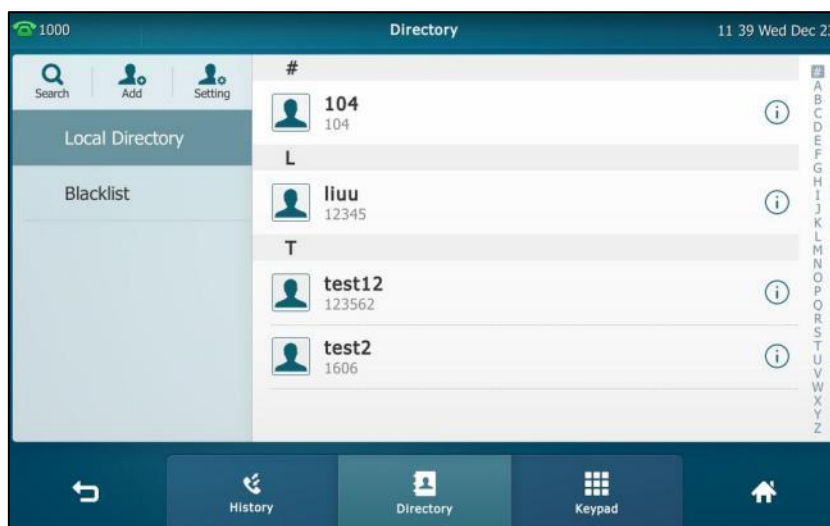 1000
Directory
11 39 Wed Dec
Search Add Setting
Local Directory
Blacklist
#
104
104
L
liuu
12345
T
test12
123562
test2
1606
#
A
B
C
D
E
F
G
H
I
J
K
L
M
N
O
P
Q
R
S
T
U
V
W
X
Y
Z
History
Directory
Keypad